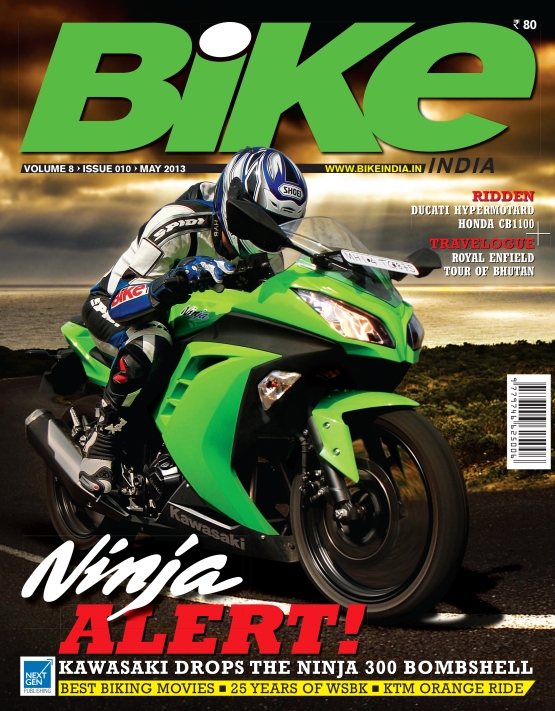 ₹ 80
BiKe
INDIA
VOLUME 8 › ISSUE 010 › MAY 2013
WWW.BIKEINDIA.IN
RIDDEN
DUCATI HYPERMOTARD
HONDA CB1100
TRAVELOGUE
ROYAL ENFIELD
TOUR OF BHUTAN
SHOEI
SPIDI
BIKE
Ninja
Kawasaki
Ninja
ALERT!
KAWASAKI DROPS THE NINJA 300 BOMBSHELL
BEST BIKING MOVIES ■ 25 YEARS OF WSBK ■ KTM ORANGE RIDE
NEXT
GEN
PUBLISHING